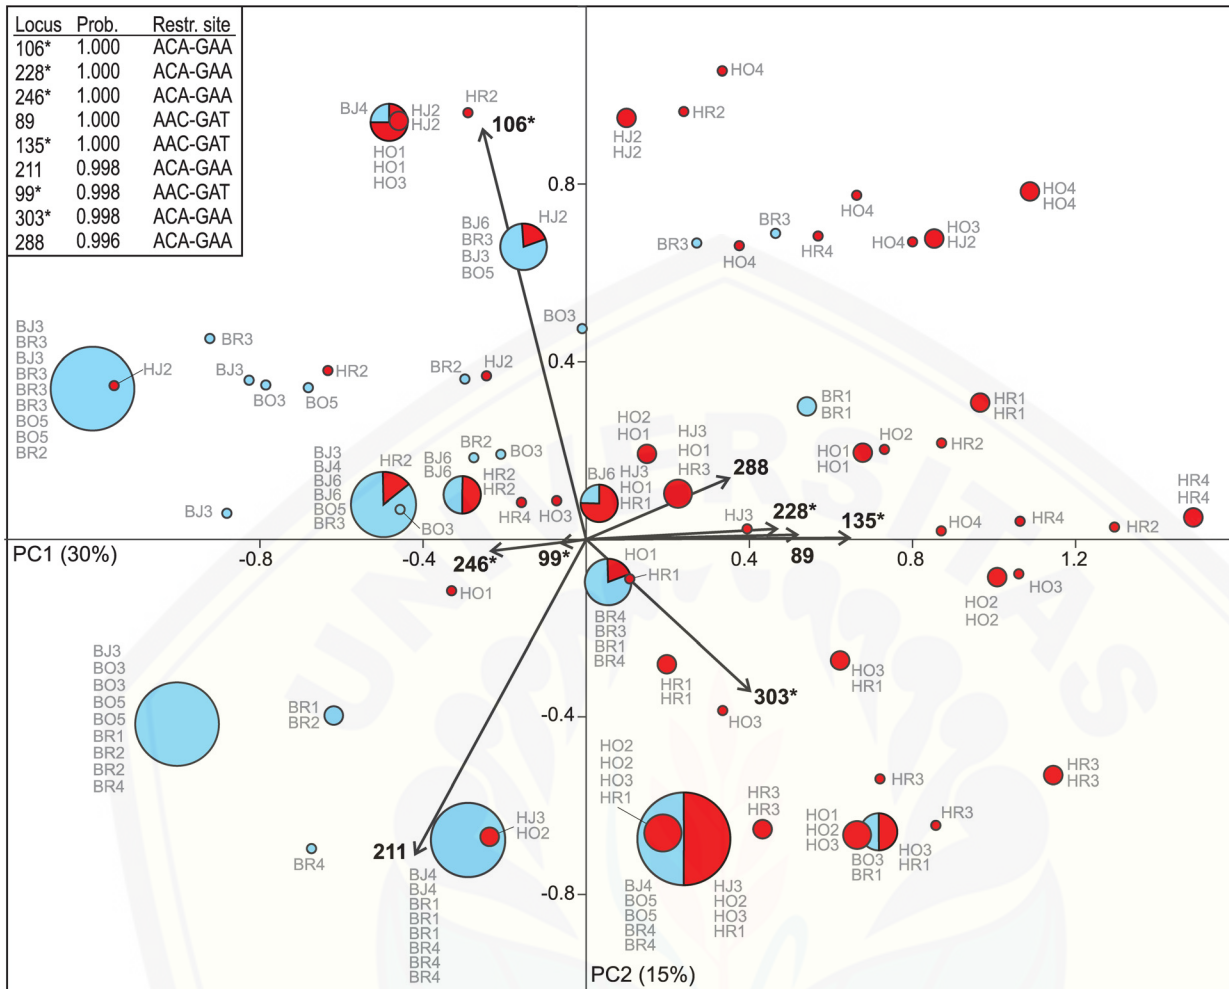 Locus Prob. Restr. site
106* 1.000 ACA-GAA
228* 1.000 ACA-GAA
246* 1.000 ACA-GAA
89 1.000 AAC-GAT
135* 1.000 AAC-GAT
211 0.998 ACA-GAA
99* 0.998 AAC-GAT
303* 0.998 ACA-GAA
288 0.996 ACA-GAA
HO4
HR2
BJ4
HJ2
HJ2
HO1
HO1
HO3
106*
HR2
HJ2
HJ2
0.8
HO4
HO4
HO4
HJ2
BJ6
BR3
BJ3
BO5
BR3
HO4
BR3
HR4
HO4
HO3
HJ2
BO3
BJ3
BR3
BJ3
BR3
BR3
BR3
BO5
BO5
BR2
HJ2
BR3
BJ3
BO3
BO5
HR2
0.4
BR2
HJ2
BR1
BR1
HR1
HR1
HO2
HO1
HJ3
HO1
HR3
HO1
HO1
HO2
HR2
BJ3
BJ4
BJ6
BJ6
BO5
BR3
HR2
BO3
BJ6
BJ6
HR2
HR2
BR2
BO3
BJ6
HJ3
HO1
HR1
288
HR4
HR4
BJ3
HR4
HO3
HJ3
228*
135*
HO4
HR4
HR2
PC1 (30%)
-0.8
-0.4
246*
99*
0.4
89
0.8
1.2
HO1
HO1
HR1
BR4
BR3
BR1
BR4
HO2
HO2
HO3
BJ3
BO3
BO3
BO5
BO5
BR1
BR2
BR2
BR4
HR1
HR1
HO3
HR1
303*
BR1
BR2
-0.4
HO3
HO2
HO2
HO3
HR1
HR3
HR3
HR3
HR3
HR3
HR3
HJ3
HO2
HO1
HO2
HO3
BO3
BR1
HO3
HR1
BR4
211
BJ4
BJ4
BR1
BR1
BR1
BR4
BR4
BR4
-0.8
BJ4
BO5
BO5
BR4
BR4
HJ3
HO2
HO3
HR1
PC2 (15%)
UNIVERSITAS